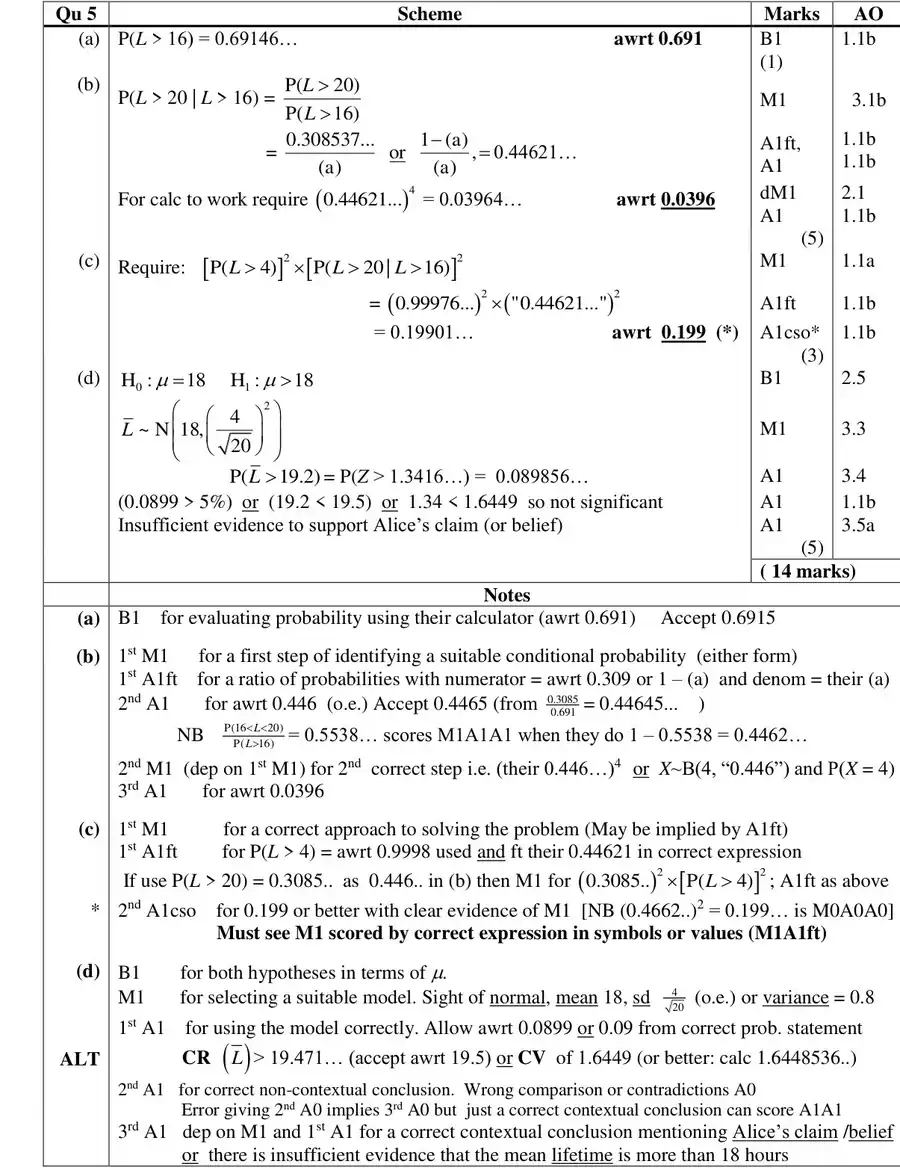 Qu 5 Scheme Marks AO
(a) P(L > 16) = 0.69146… awrt 0.691 B1 1.1b
(1)
(b) P(L > 20 | L > 16) = P(L > 20) / P(L > 16) M1 3.1b
= 0.308537... / (a) or 1 – (a) / (a) , = 0.44621… A1ft, 1.1b
A1 1.1b
For calc to work require (0.44621...)⁴ = 0.03964… awrt 0.0396 dM1 2.1
A1 1.1b
(5)
(c) Require: [P(L > 4)]² × [P(L > 20 | L > 16)]² M1 1.1a
= (0.99976...)² × ("0.44621...")² A1ft 1.1b
= 0.19901… awrt 0.199 (*) A1cso* 1.1b
(3)
(d) H₀ : μ = 18 H₁ : μ > 18 B1 2.5
L̄ ~ N(18, (4/√20)²) M1 3.3
P(L̄ > 19.2) = P(Z > 1.3416…) = 0.089856… A1 3.4
(0.0899 > 5%) or (19.2 < 19.5) or 1.34 < 1.6449 so not significant A1 1.1b
Insufficient evidence to support Alice’s claim (or belief) A1 3.5a
(5)
( 14 marks)
Notes
(a) B1 for evaluating probability using their calculator (awrt 0.691) Accept 0.6915
(b) 1st M1 for a first step of identifying a suitable conditional probability (either form)
1st A1ft for a ratio of probabilities with numerator = awrt 0.309 or 1 – (a) and denom = their (a)
2nd A1 for awrt 0.446 (o.e.) Accept 0.4465 (from 0.3085/0.691 = 0.44645... )
NB P(16<L<20)/P(L>16) = 0.5538… scores M1A1A1 when they do 1 – 0.5538 = 0.4462…
2nd M1 (dep on 1st M1) for 2nd correct step i.e. (their 0.446…)⁴ or X~B(4, “0.446”) and P(X = 4)
3rd A1 for awrt 0.0396
(c) 1st M1 for a correct approach to solving the problem (May be implied by A1ft)
1st A1ft for P(L > 4) = awrt 0.9998 used and ft their 0.44621 in correct expression
If use P(L > 20) = 0.3085.. as 0.446.. in (b) then M1 for (0.3085..)² × [P(L > 4)]² ; A1ft as above
* 2nd A1cso for 0.199 or better with clear evidence of M1 [NB (0.4662..)² = 0.199… is M0A0A0]
Must see M1 scored by correct expression in symbols or values (M1A1ft)
(d) B1 for both hypotheses in terms of μ.
M1 for selecting a suitable model. Sight of normal, mean 18, sd 4/√20 (o.e.) or variance = 0.8
1st A1 for using the model correctly. Allow awrt 0.0899 or 0.09 from correct prob. statement
ALT CR (L̄) > 19.471… (accept awrt 19.5) or CV of 1.6449 (or better: calc 1.6448536..)
2nd A1 for correct non-contextual conclusion. Wrong comparison or contradictions A0
Error giving 2nd A0 implies 3rd A0 but just a correct contextual conclusion can score A1A1
3rd A1 dep on M1 and 1st A1 for a correct contextual conclusion mentioning Alice’s claim /belief
or there is insufficient evidence that the mean lifetime is more than 18 hours